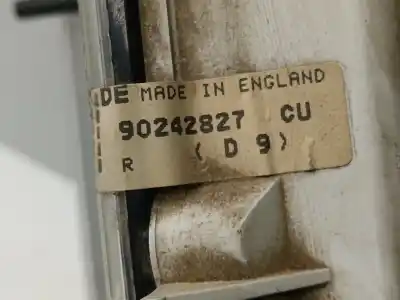 DE MADE IN ENGLAND
90242827 CU
R ( D 9 )